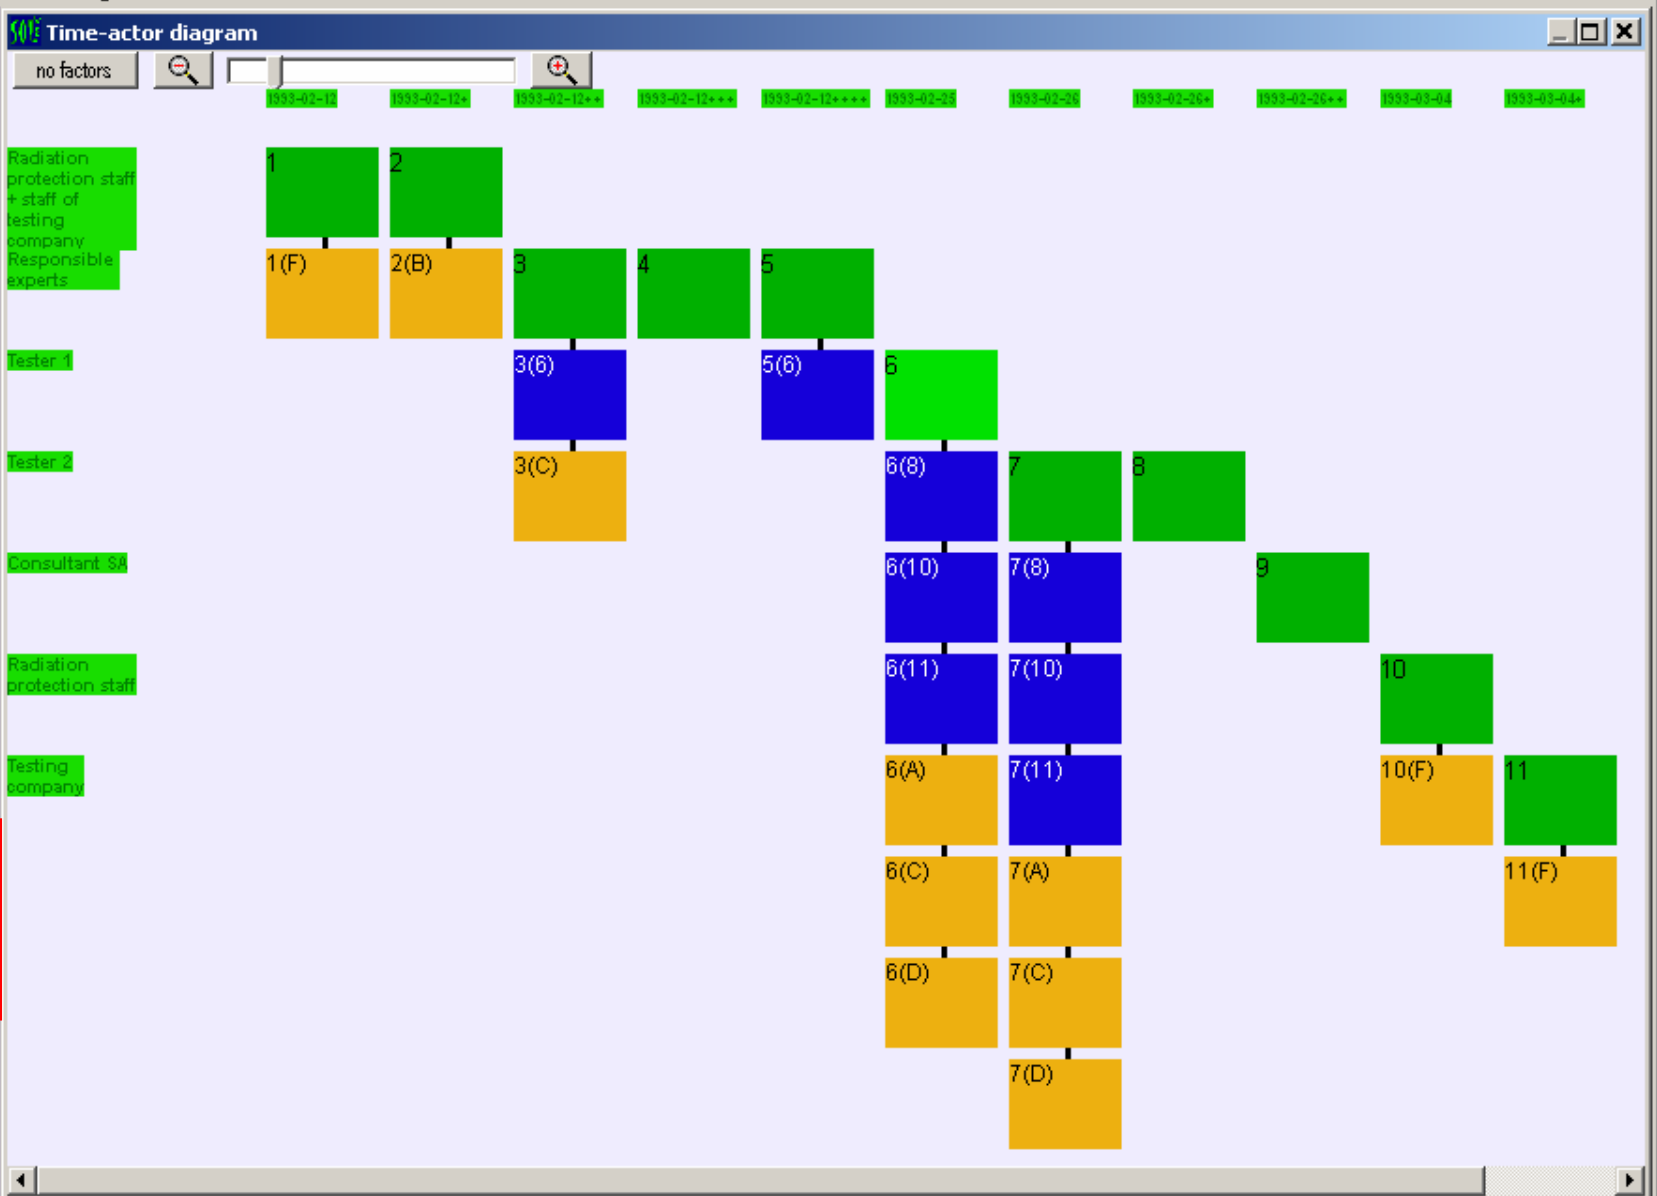 SOL Time-actor diagram
no factors
1993-02-12 1993-02-12+ 1993-02-12++ 1993-02-12+++ 1993-02-12++++ 1993-02-25 1993-02-26 1993-02-26+ 1993-02-26++ 1993-03-04 1993-03-04+
Radiation
protection staff
+ staff of
testing
company
1 2
Responsible
experts
1(F) 2(B) 3 4 5
Tester 1
3(6) 5(6) 6
Tester 2
3(C) 6(8) 7 8
Consultant SA
6(10) 7(8) 9
Radiation
protection staff
6(11) 7(10) 10
Testing
company
6(A) 7(11) 10(F) 11
6(C) 7(A) 11(F)
6(D) 7(C)
7(D)